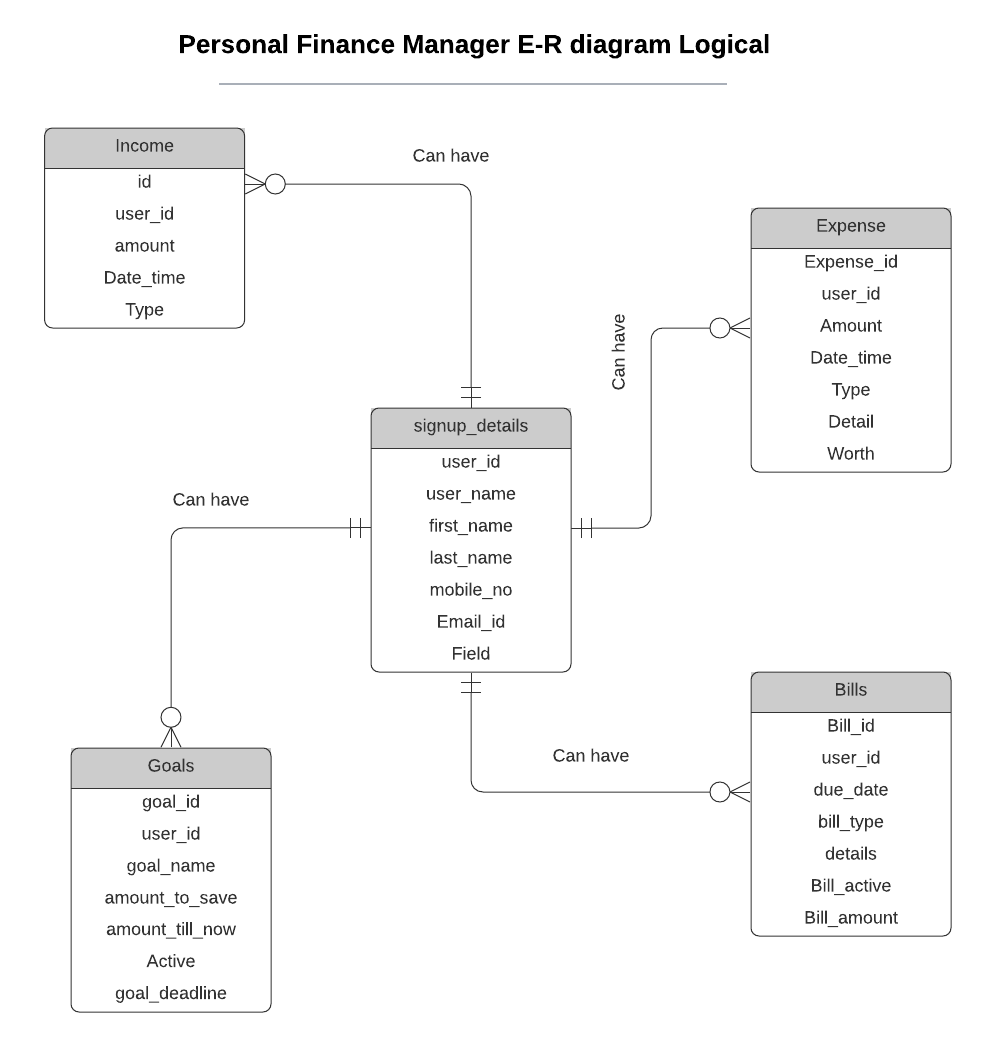 Personal Finance Manager E-R diagram Logical
Income
id
user_id
amount
Date_time
Type
Can have
Expense
Expense_id
user_id
Amount
Date_time
Type
Detail
Worth
Can have
signup_details
user_id
user_name
first_name
last_name
mobile_no
Email_id
Field
Can have
Goals
goal_id
user_id
goal_name
amount_to_save
amount_till_now
Active
goal_deadline
Can have
Bills
Bill_id
user_id
due_date
bill_type
details
Bill_active
Bill_amount